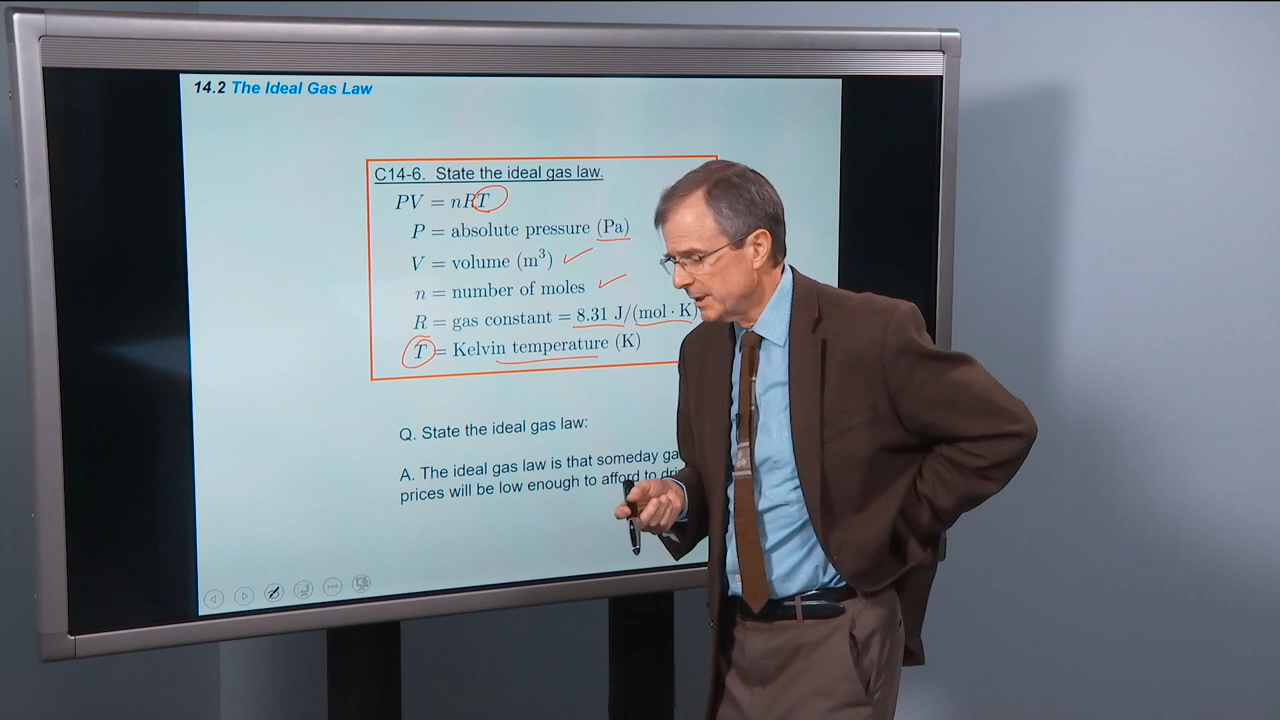 14.2 The Ideal Gas Law
C14-6. State the ideal gas law.
PV = nRT
P = absolute pressure (Pa)
V = volume (m³)
n = number of moles
R = gas constant = 8.31 J/(mol · K)
T = Kelvin temperature (K)
Q. State the ideal gas law:
A. The ideal gas law is that someday
prices will be low enough to afford to